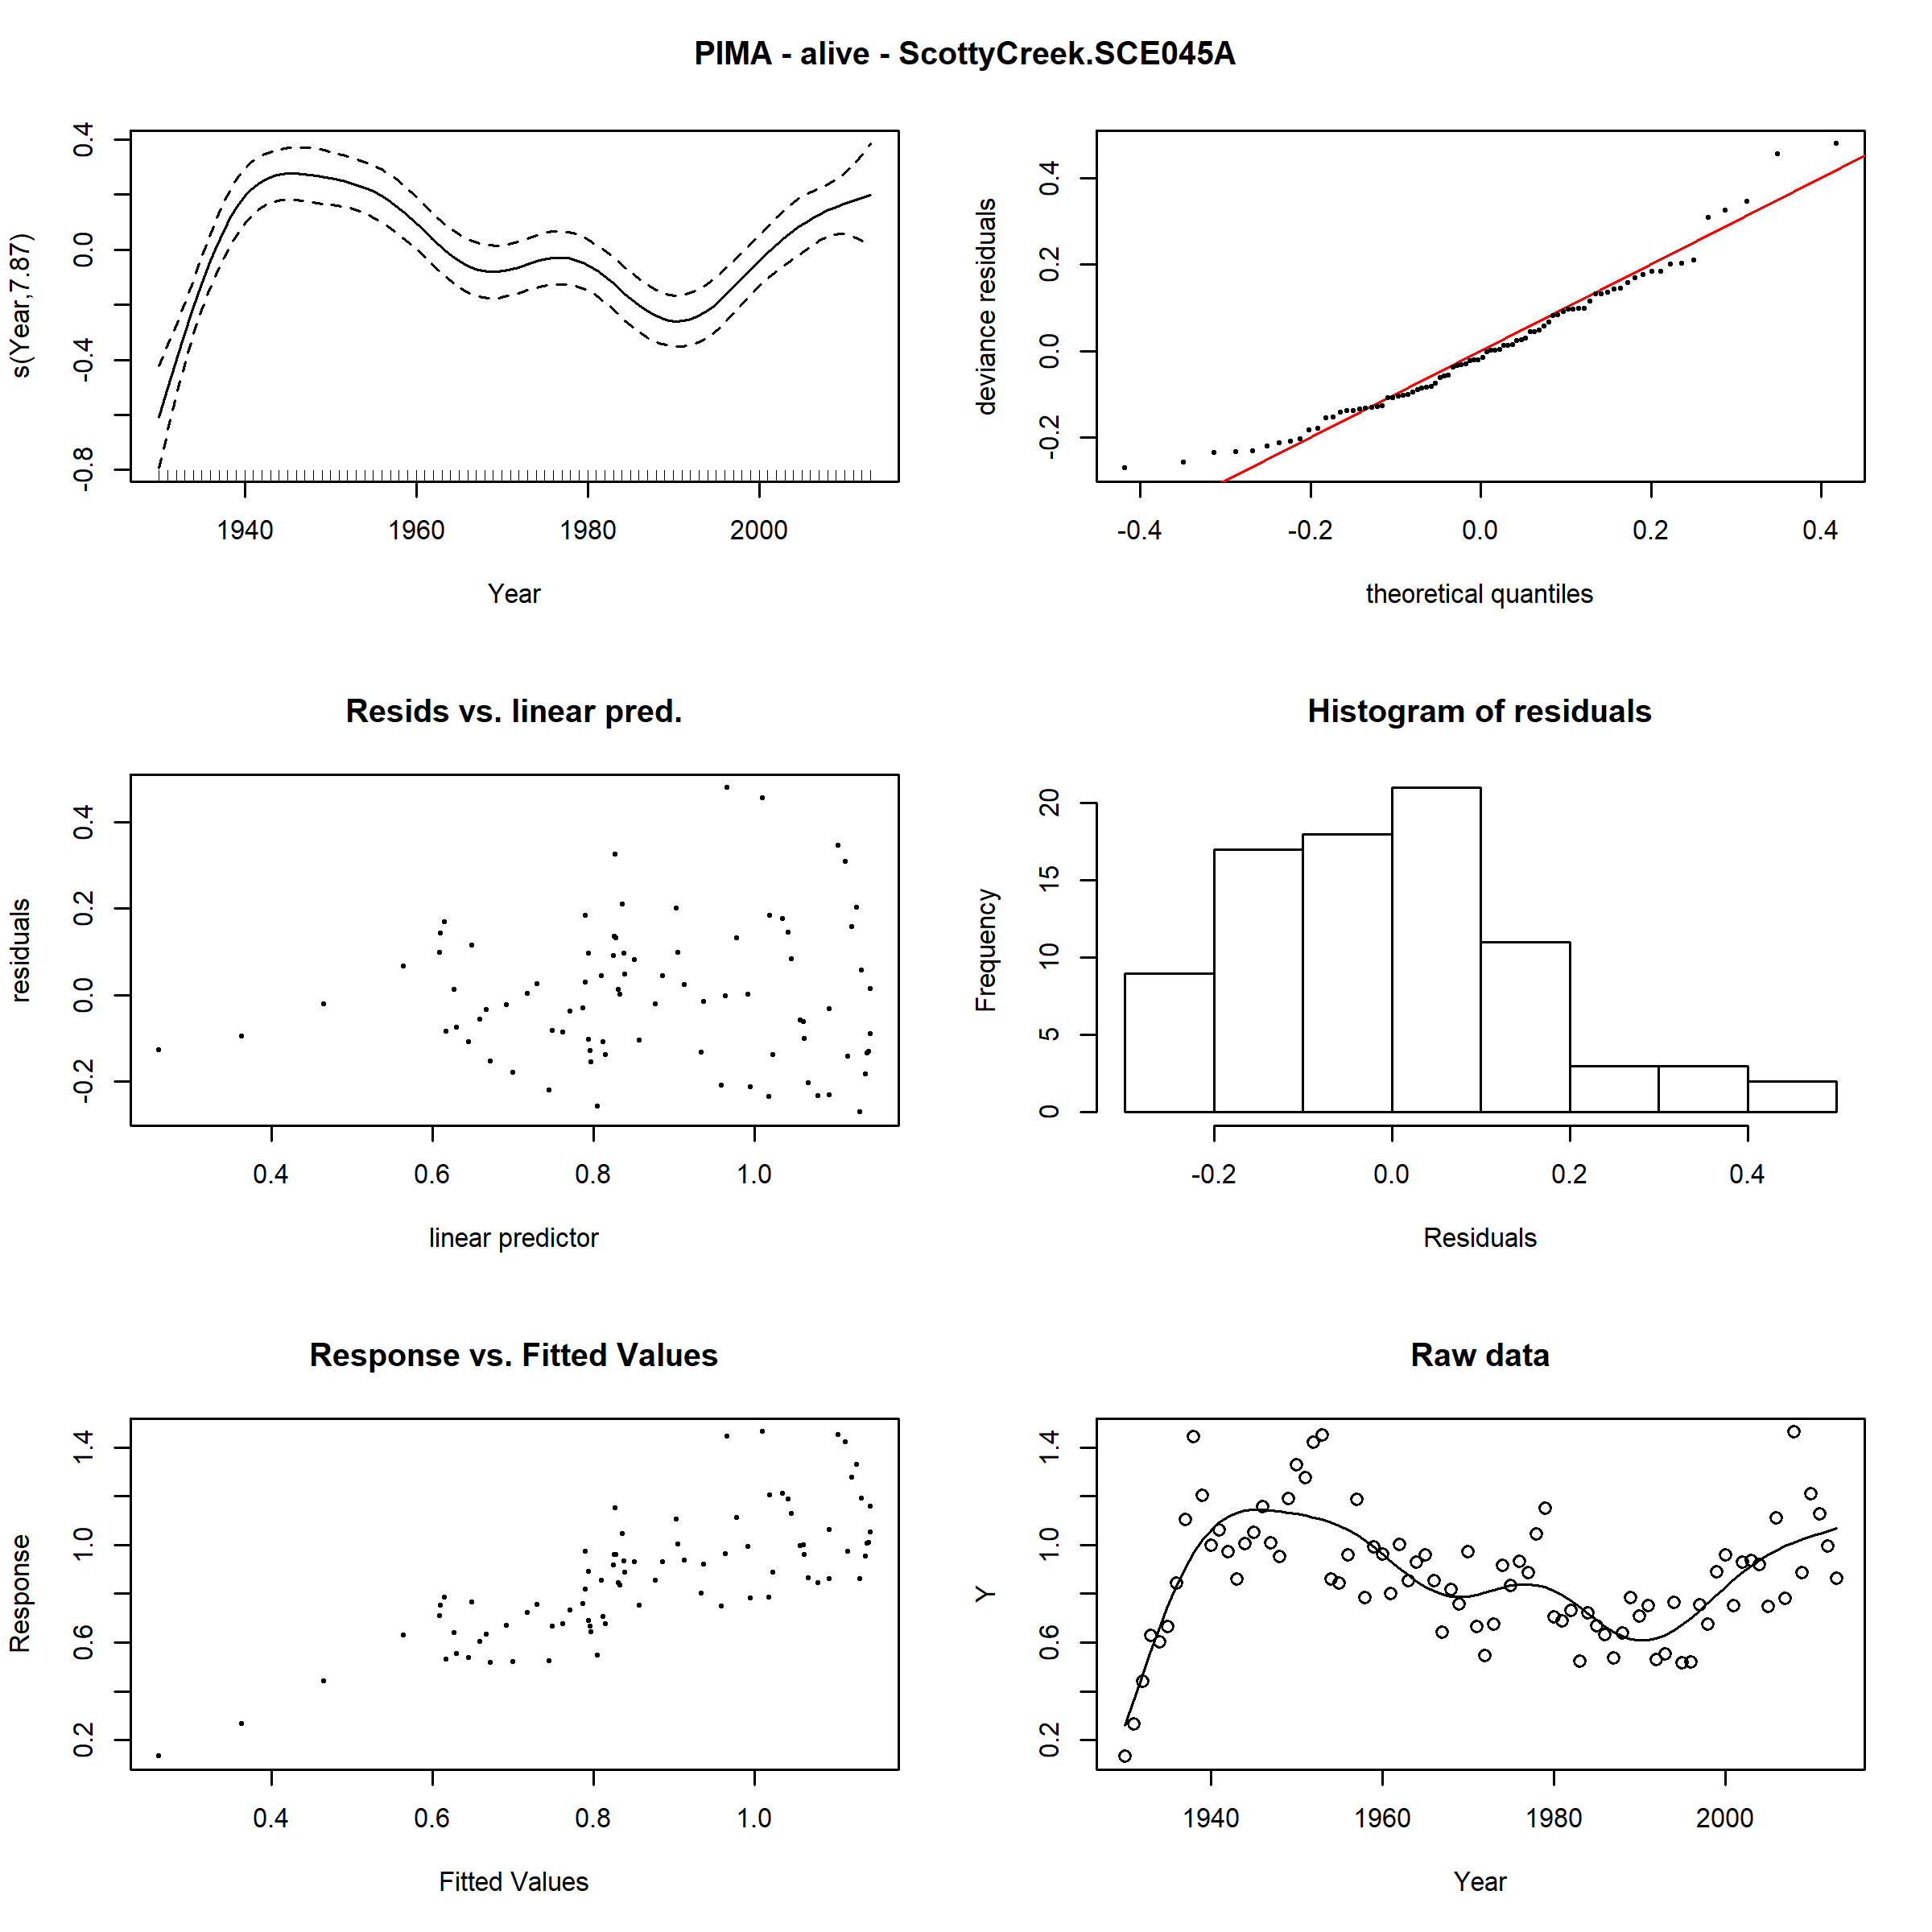 PIMA - alive - ScottyCreek.SCE045A
s(Year,7.87)
-0.8 -0.4 0.0 0.4
1940 1960 1980 2000
Year
deviance residuals
-0.2 0.0 0.2 0.4
-0.4 -0.2 0.0 0.2 0.4
theoretical quantiles
Resids vs. linear pred.
residuals
-0.2 0.0 0.2 0.4
0.4 0.6 0.8 1.0
linear predictor
Histogram of residuals
Frequency
0 5 10 15 20
-0.2 0.0 0.2 0.4
Residuals
Response vs. Fitted Values
Response
0.2 0.6 1.0 1.4
0.4 0.6 0.8 1.0
Fitted Values
Raw data
Y
0.2 0.6 1.0 1.4
1940 1960 1980 2000
Year